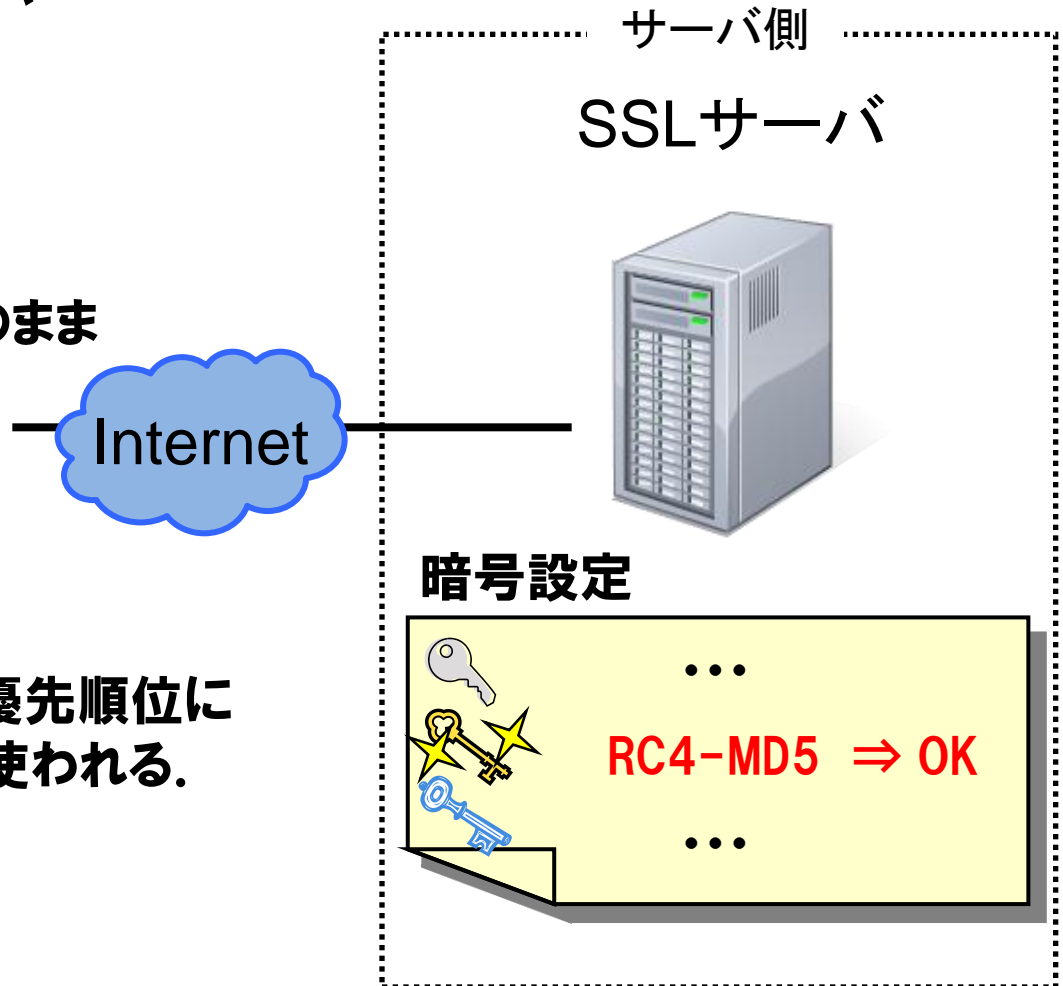 サーバ側
SSLサーバ
のまま
Internet
暗号設定
...
優先順位に
RC4-MD5 ⇒ OK
使われる.
...